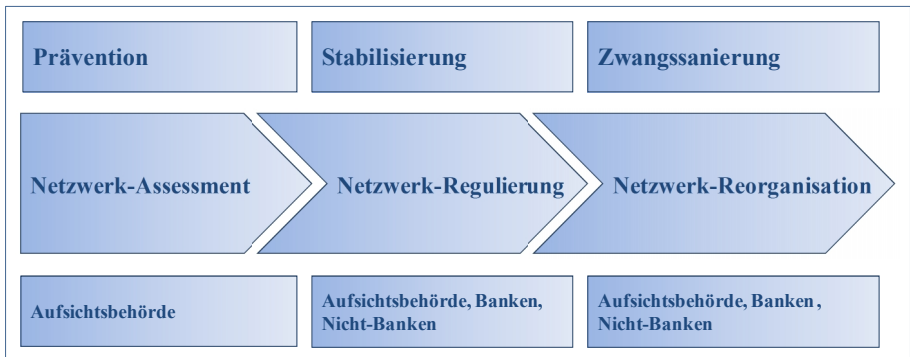 Prävention
Stabilisierung
Zwangssanierung
Netzwerk-Assessment
Netzwerk-Regulierung
Netzwerk-Reorganisation
Aufsichtsbehörde
Aufsichtsbehörde, Banken,
Nicht-Banken
Aufsichtsbehörde, Banken ,
Nicht-Banken